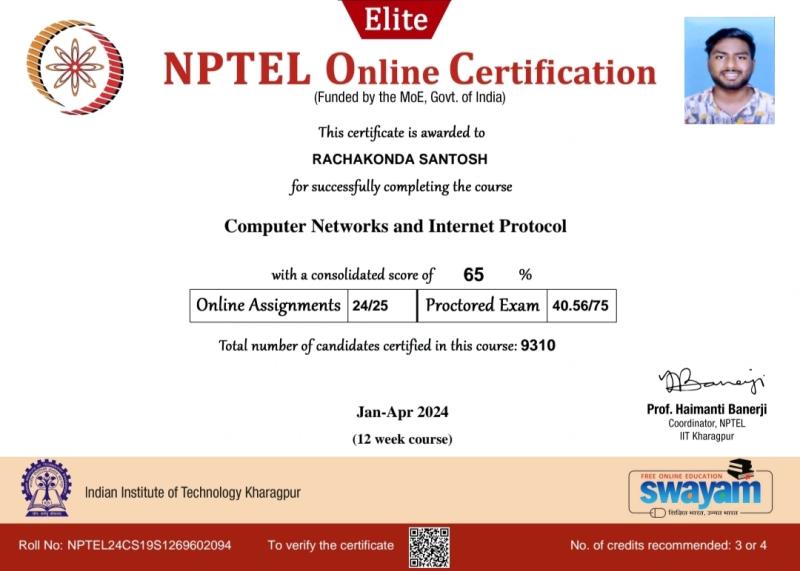 Elite
NPTEL Online Certification
(Funded by the MoE, Govt. of India)
This certificate is awarded to
RACHAKONDA SANTOSH
for successfully completing the course
Computer Networks and Internet Protocol
with a consolidated score of 65 %
Online Assignments 24/25 Proctored Exam 40.56/75
Total number of candidates certified in this course: 9310
Jan-Apr 2024
(12 week course)
Prof. Haimanti Banerji
Coordinator, NPTEL
IIT Kharagpur
Indian Institute of Technology Kharagpur
FREE ONLINE EDUCATION
swayam
शिक्षित भारत, उन्नत भारत
Roll No: NPTEL24CS19S1269602094 To verify the certificate No. of credits recommended: 3 or 4